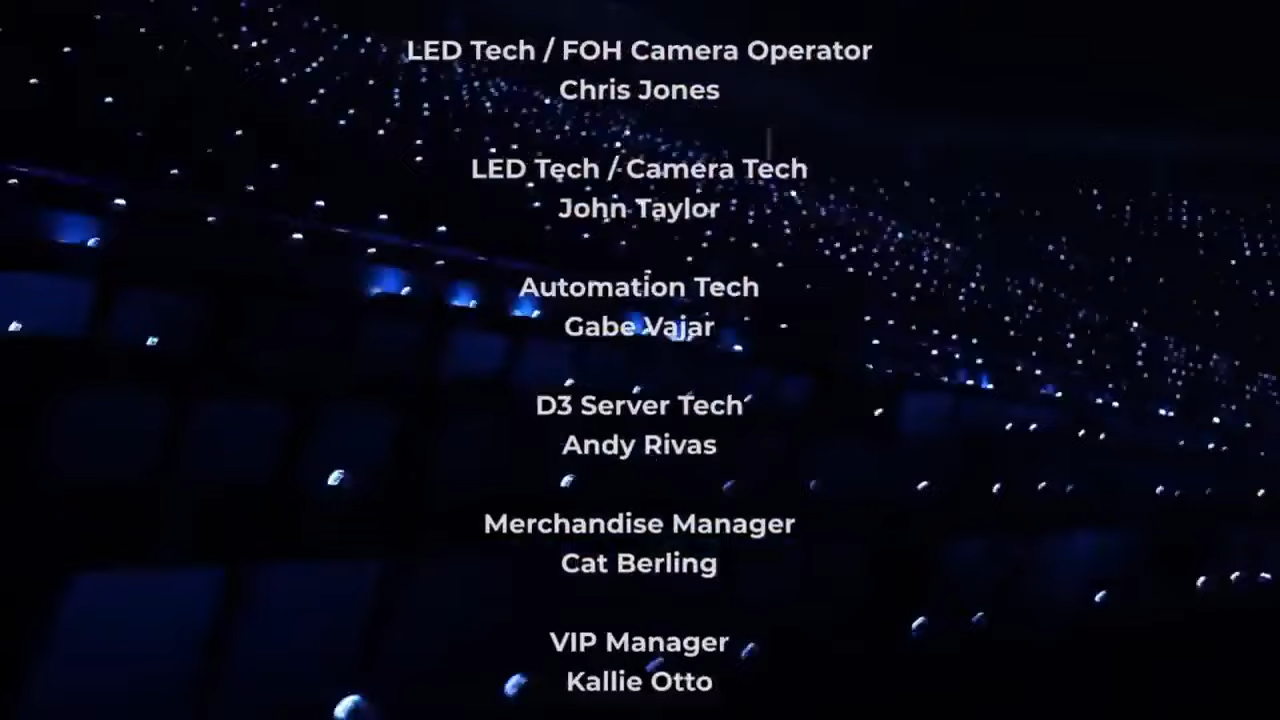 LED Tech / FOH Camera Operator
Chris Jones
LED Tech / Camera Tech
John Taylor
Automation Tech
Gabe Vajar
D3 Server Tech
Andy Rivas
Merchandise Manager
Cat Berling
VIP Manager
Kallie Otto